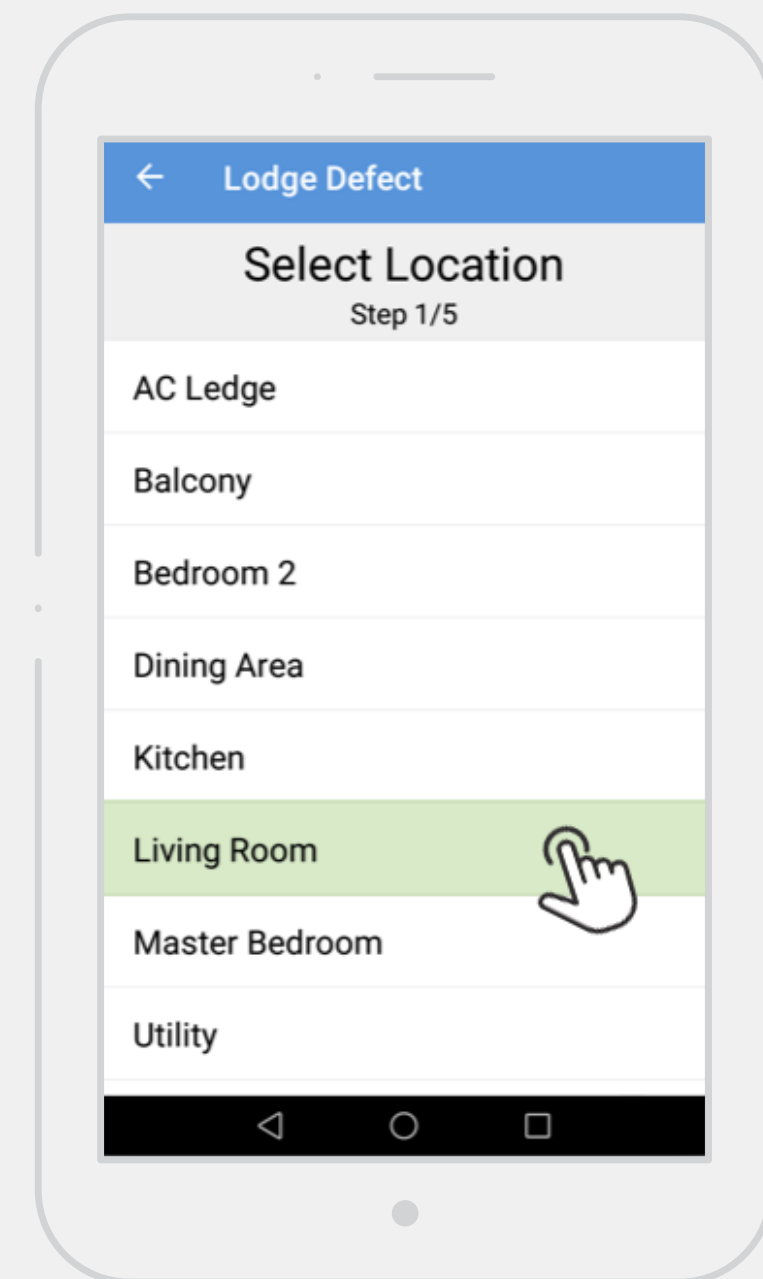 Lodge Defect
Select Location
Step 1/5
AC Ledge
Balcony
Bedroom 2
Dining Area
Kitchen
Living Room
Master Bedroom
Utility